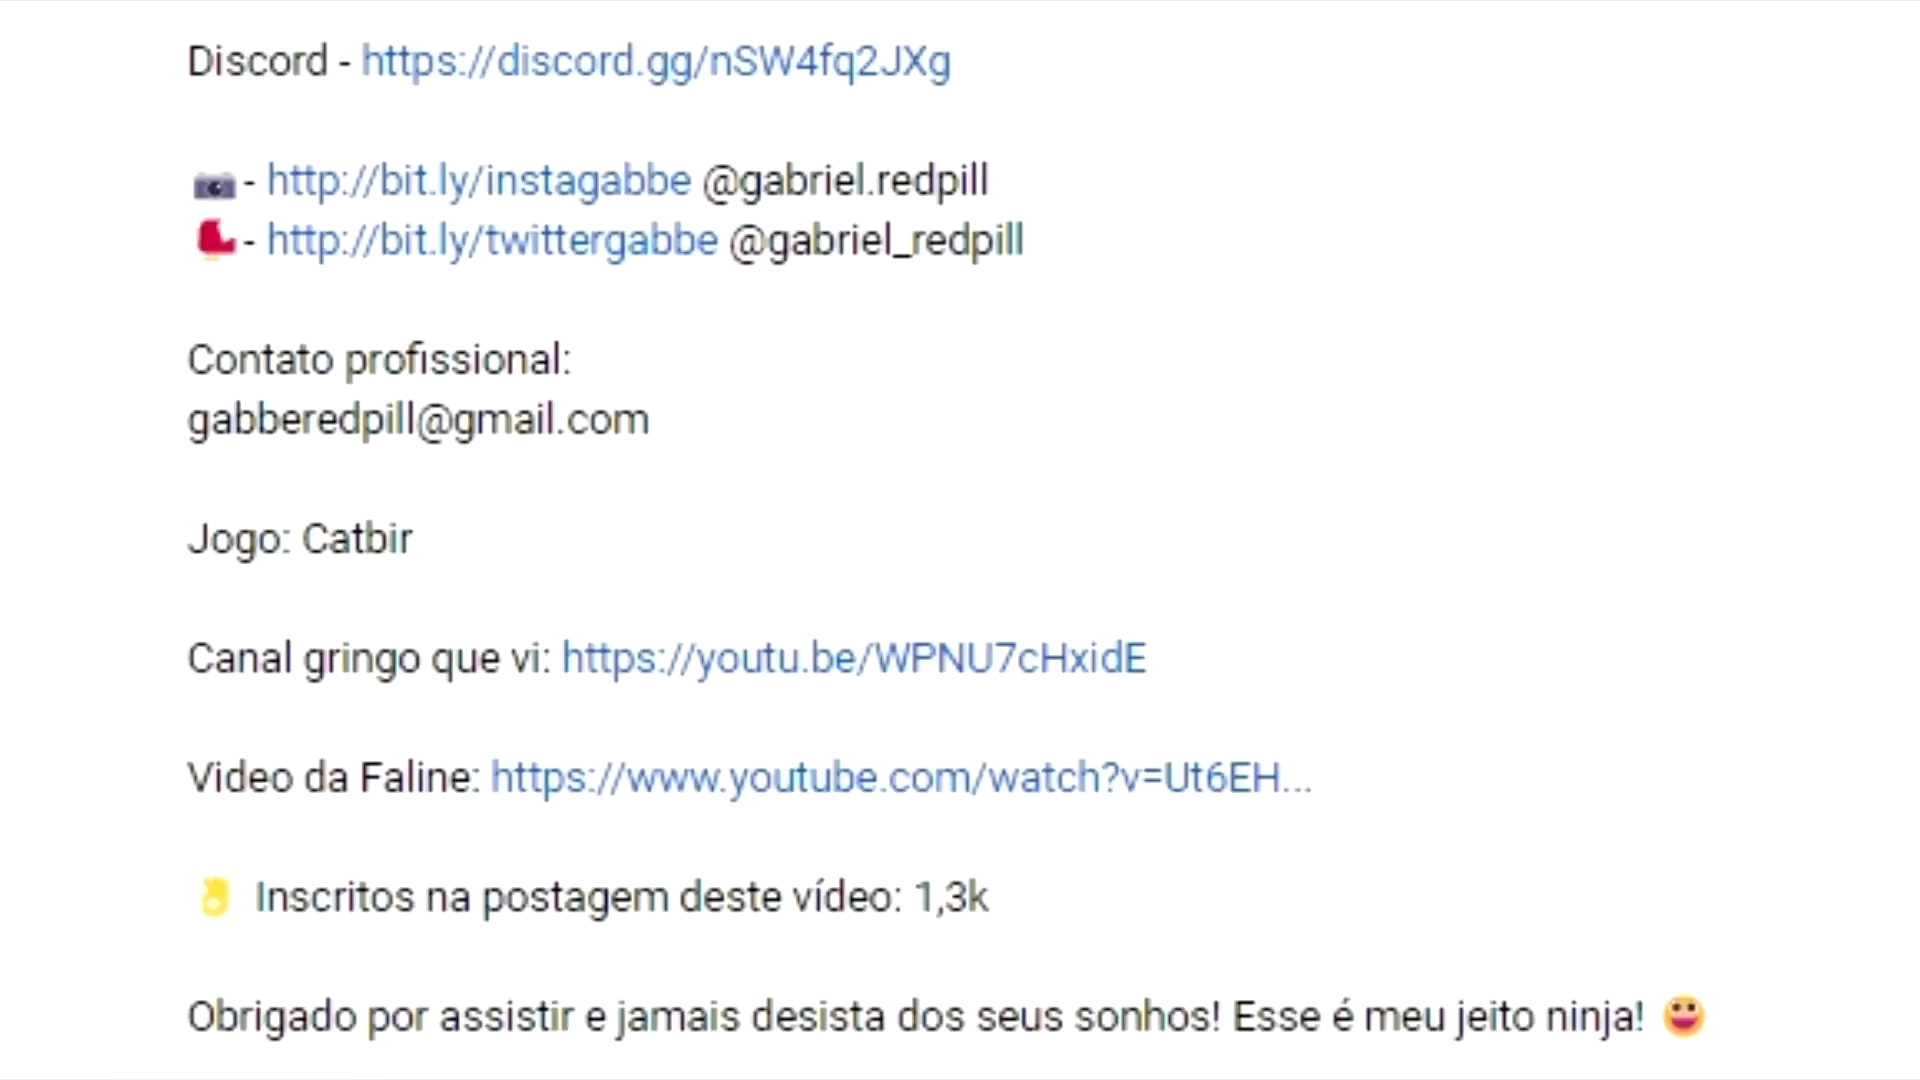 Discord - https://discord.gg/nSW4fq2JXg
📷 - http://bit.ly/instagabbe @gabriel.redpill
- http://bit.ly/twittergabbe @gabriel_redpill
Contato profissional:
gabberedpill@gmail.com
Jogo: Catbir
Canal gringo que vi: https://youtu.be/WPNU7cHxidE
Video da Faline: https://www.youtube.com/watch?v=Ut6EH...
👌 Inscritos na postagem deste vídeo: 1,3k
Obrigado por assistir e jamais desista dos seus sonhos! Esse é meu jeito ninja! 😀